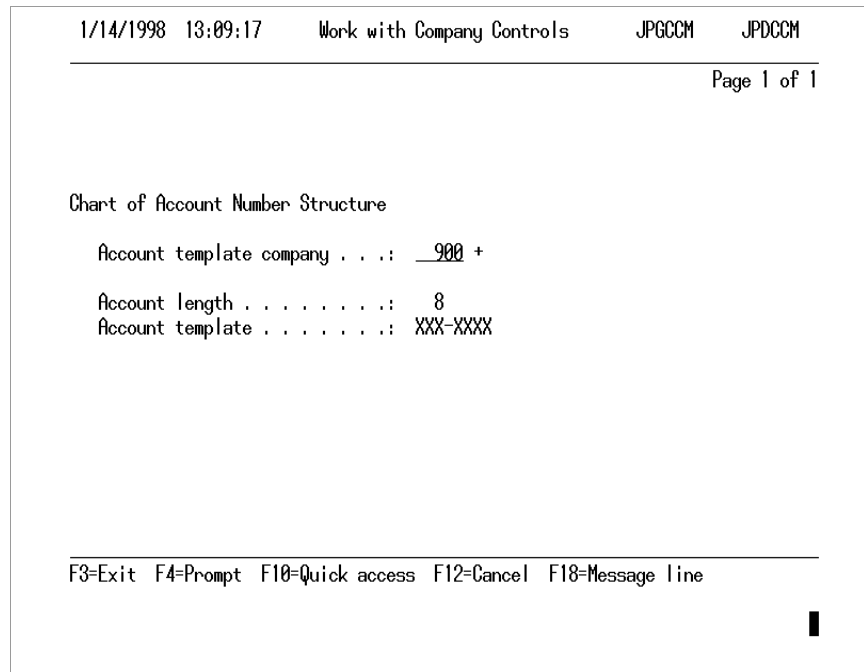 1/14/1998 13:09:17 Work with Company Controls JPGCCM JPDCCM
Page 1 of 1
Chart of Account Number Structure
Account template company . . .: 900 +
Account length . . . . . . . .: 8
Account template . . . . . . .: XXX-XXXX
F3=Exit F4=Prompt F10=Quick access F12=Cancel F18=Message line